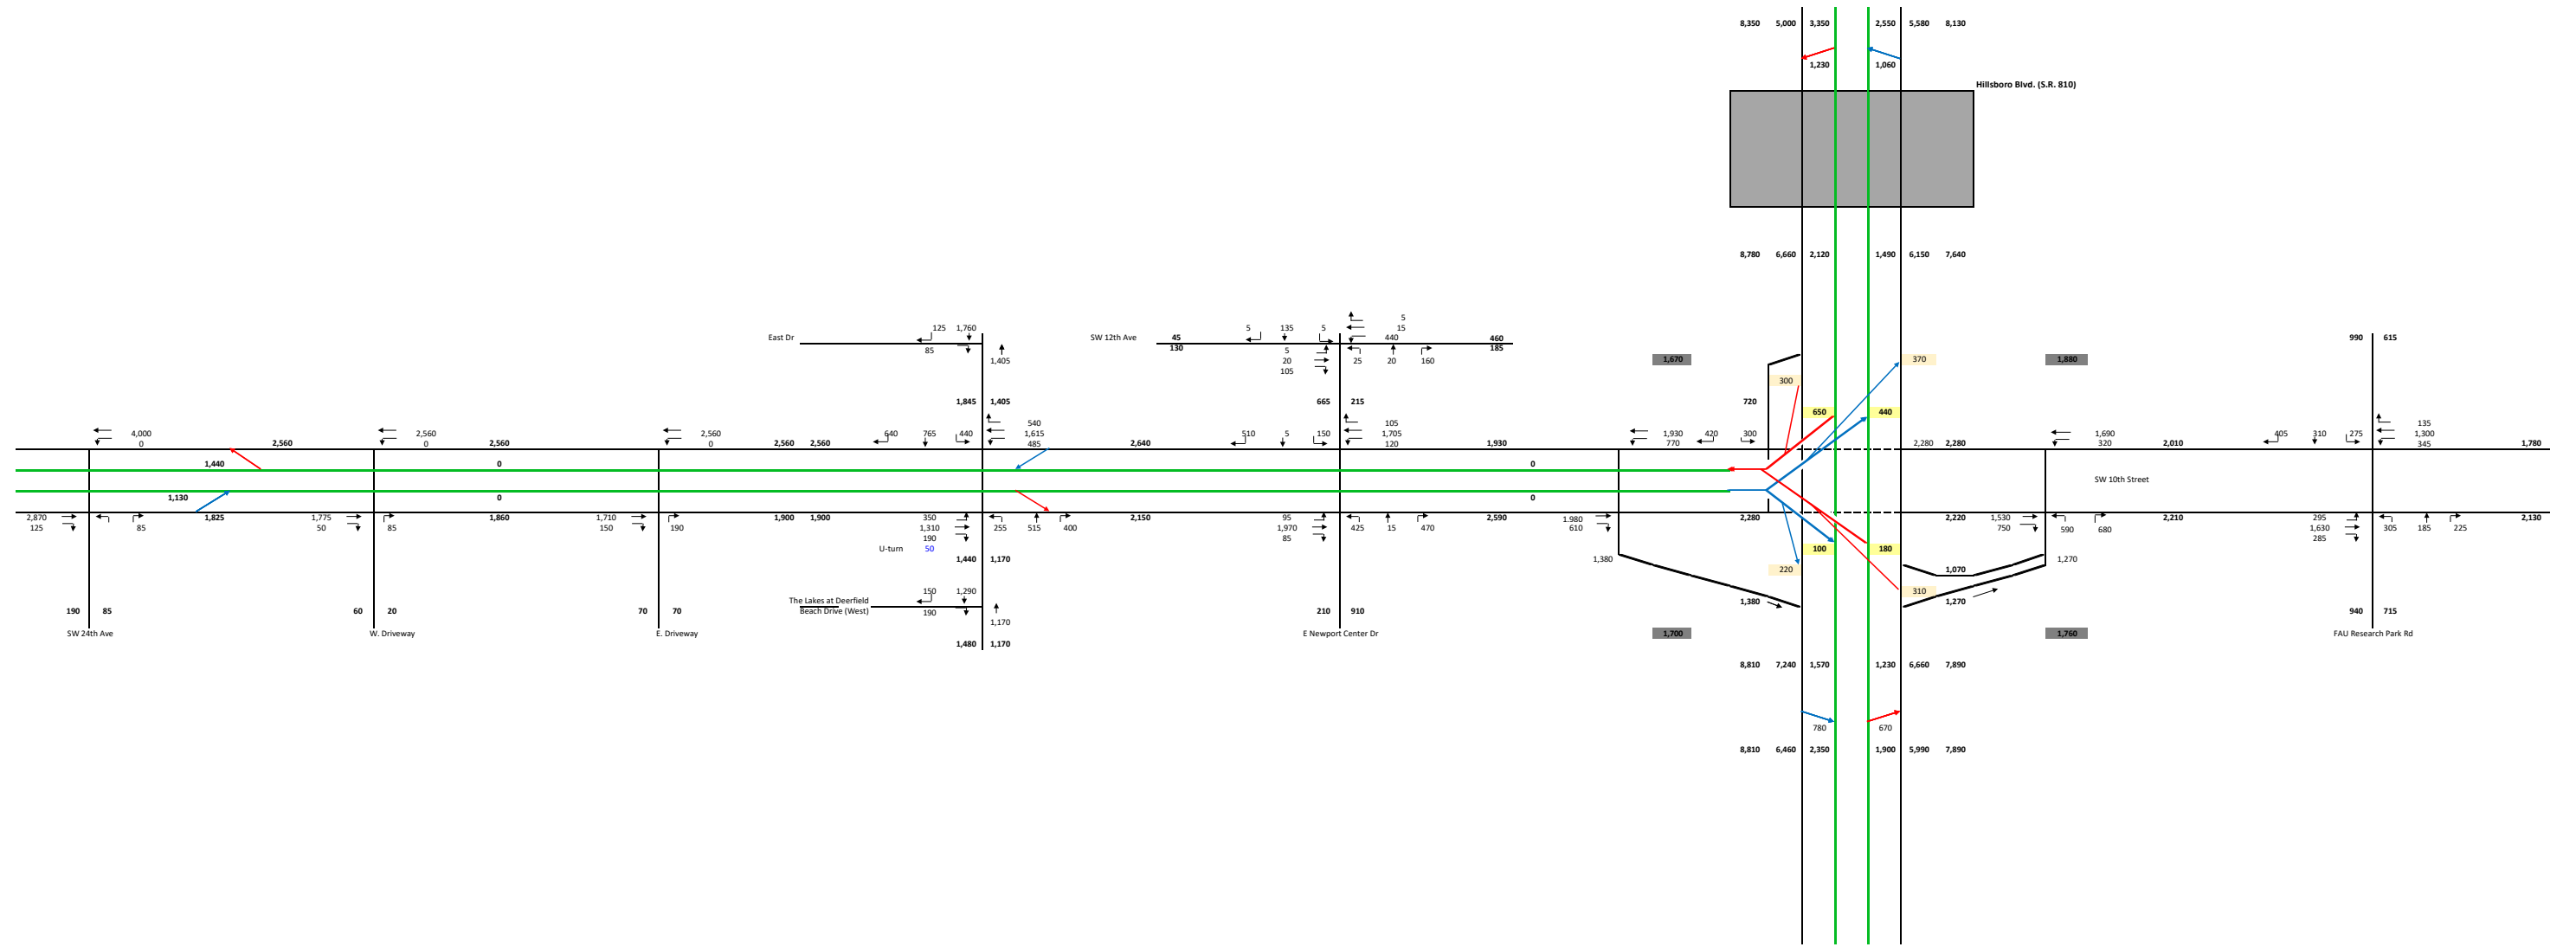 8,350 5,000 3,350 2,550 5,580 8,130
1,230 1,060
Hillsboro Blvd. (S.R. 810)
8,780 6,660 2,120 1,490 6,150 7,640
5
125 1,760 5 135 5 15
East Dr SW 12th Ave 45 440 460 990 615
130 185
85 5
1,405 20 25 20 160 1,670 370 1,880
105
300
1,845 1,405 665 215 720
650 440
540 105 135
4,000 2,560 2,560 640 765 440 1,615 510 5 150 1,705 1,930 420 300 1,690 405 310 275 1,300
0 2,560 0 2,560 0 2,560 2,560 485 2,640 120 1,930 770 2,280 2,280 320 2,010 345 1,780
1,440 0 0
SW 10th Street
1,130 0 0
2,870 1,825 1,775 1,860 1,710 1,900 1,900 350 2,150 95 2,590 1.980 2,280 2,220 1,530 2,210 295 2,130
125 85 50 85 150 190 1,310 255 515 400 1,970 425 15 470 610 750 590 680 1,630 305 185 225
190 85 285
U-turn 50 100 180
1,440 1,170 1,380 1,270
220 1,070
150 1,290 310
The Lakes at Deerfield
Beach Drive (West) 190 1,380 1,270
190 85 60 20 70 70 210 910 940 715
1,170
SW 24th Ave W. Driveway E. Driveway E Newport Center Dr 1,700 1,760 FAU Research Park Rd
1,480 1,170
8,810 7,240 1,570 1,230 6,660 7,890
780 670
8,810 6,460 2,350 1,900 5,990 7,890